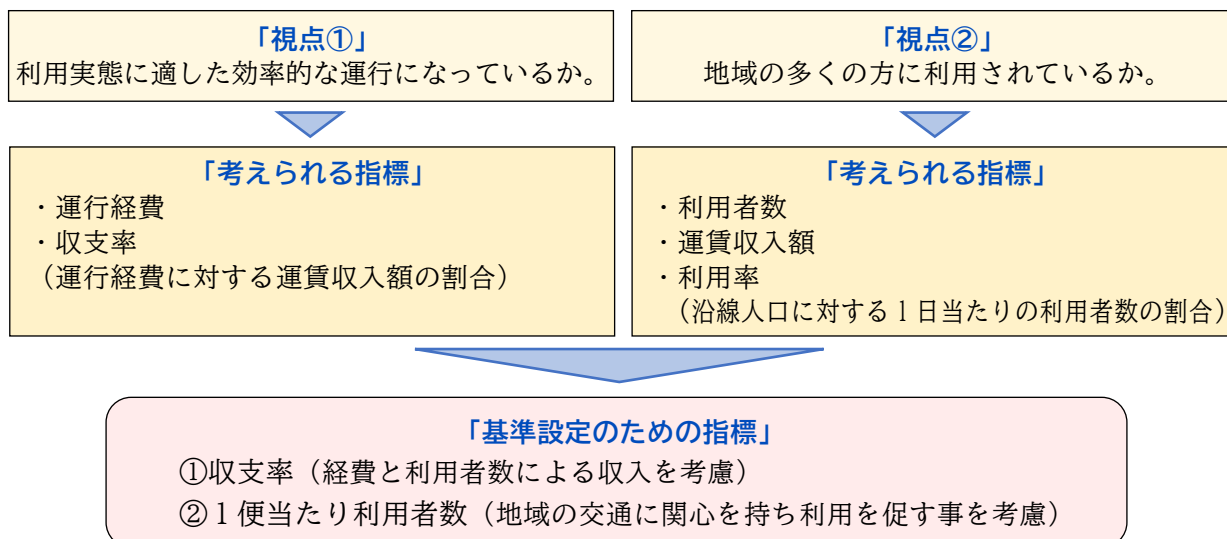 「視点①」
利用実態に適した効率的な運行になっているか。
「視点②」
地域の多くの方に利用されているか。
「考えられる指標」
・運行経費
・収支率
（運行経費に対する運賃収入額の割合）
「考えられる指標」
・利用者数
・運賃収入額
・利用率
（沿線人口に対する１日当たりの利用者数の割合）
「基準設定のための指標」
①収支率（経費と利用者数による収入を考慮）
②１便当たり利用者数（地域の交通に関心を持ち利用を促す事を考慮）